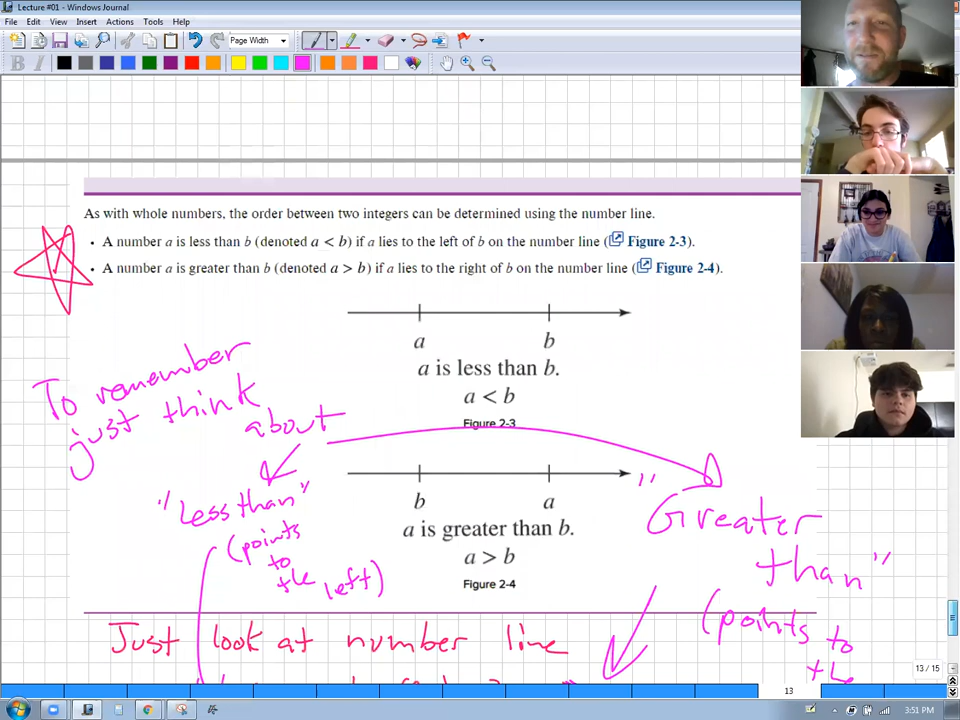 Lecture #01 - Windows Journal
File Edit View Insert Actions Tools Help
Page Width
As with whole numbers, the order between two integers can be determined using the number line.
• A number a is less than b (denoted a < b) if a lies to the left of b on the number line (Figure 2-3).
• A number a is greater than b (denoted a > b) if a lies to the right of b on the number line (Figure 2-4).
a b
a is less than b.
a < b
Figure 2-3
To remember
just think
about
"Less than"
(points
to
the left)
b a
a is greater than b.
a > b
Figure 2-4
"Greater
than"
(points
to
the
Just look at number line
13 / 15
13
3:51 PM